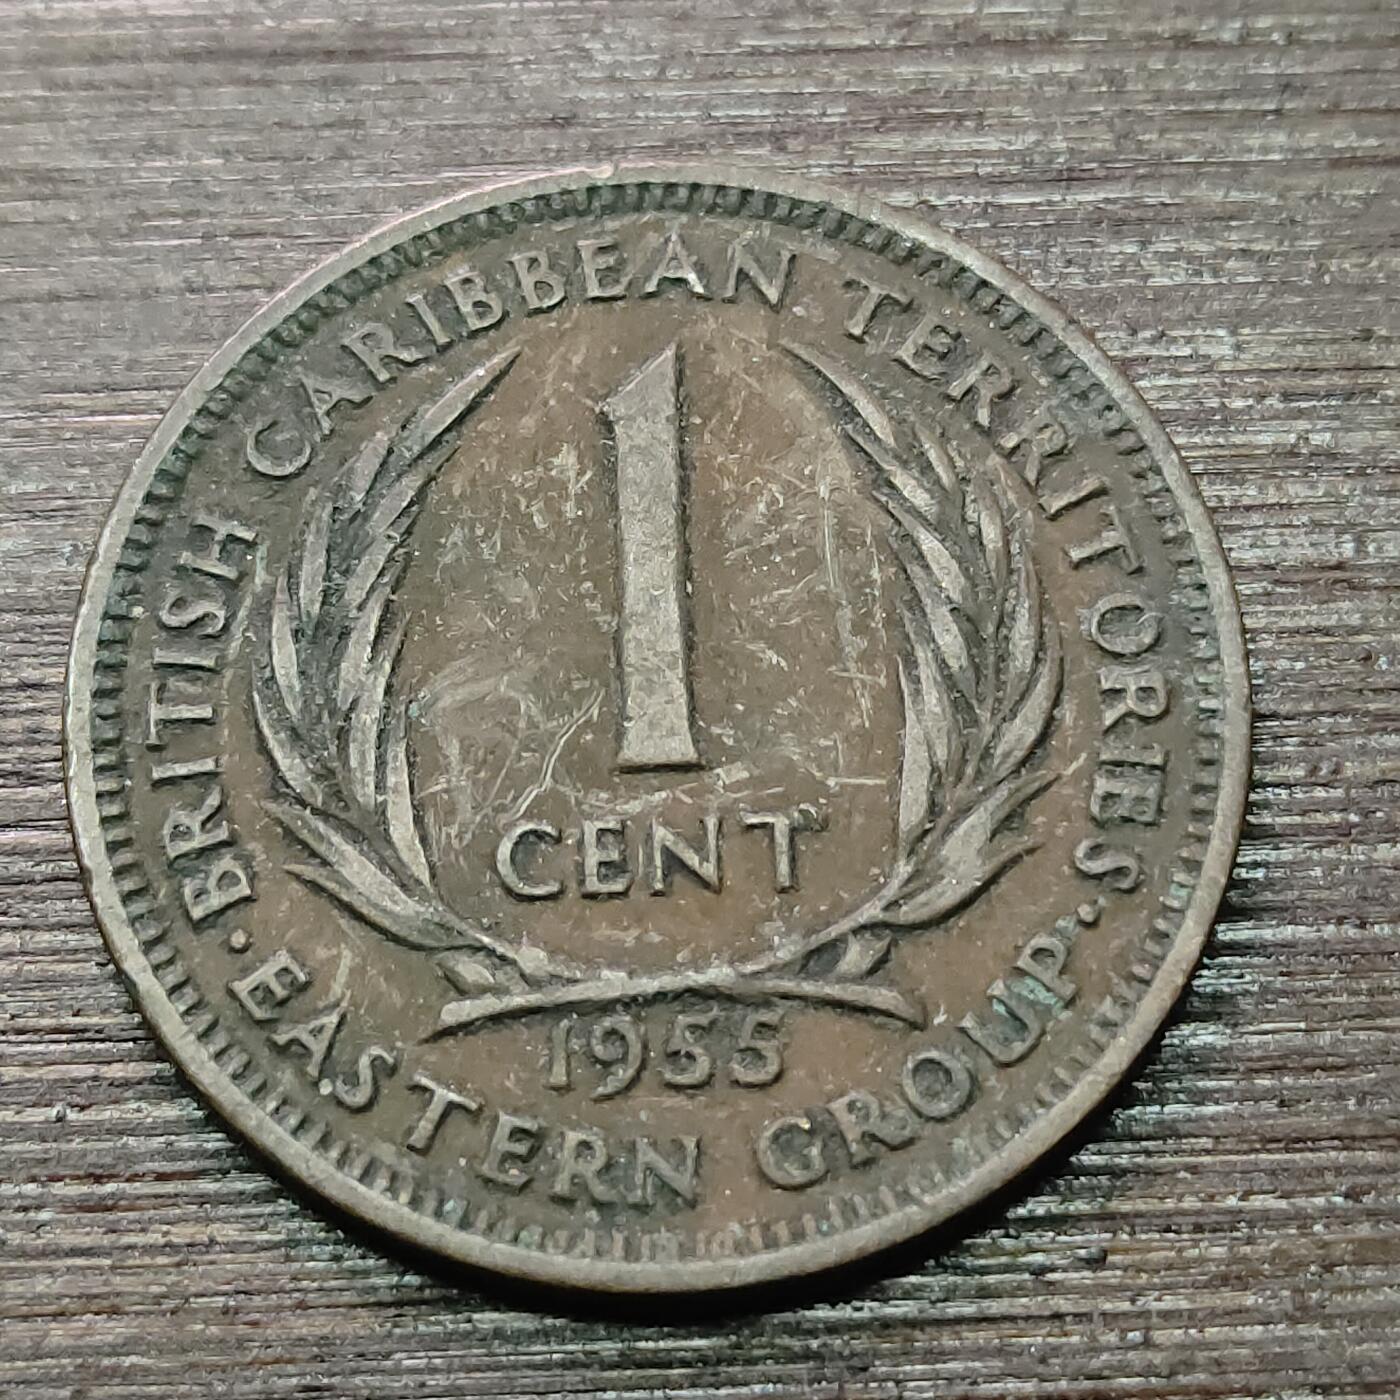 BRITISH CARIBBEAN TERRITORIES
1
CENT
1955
· EASTERN GROUP ·